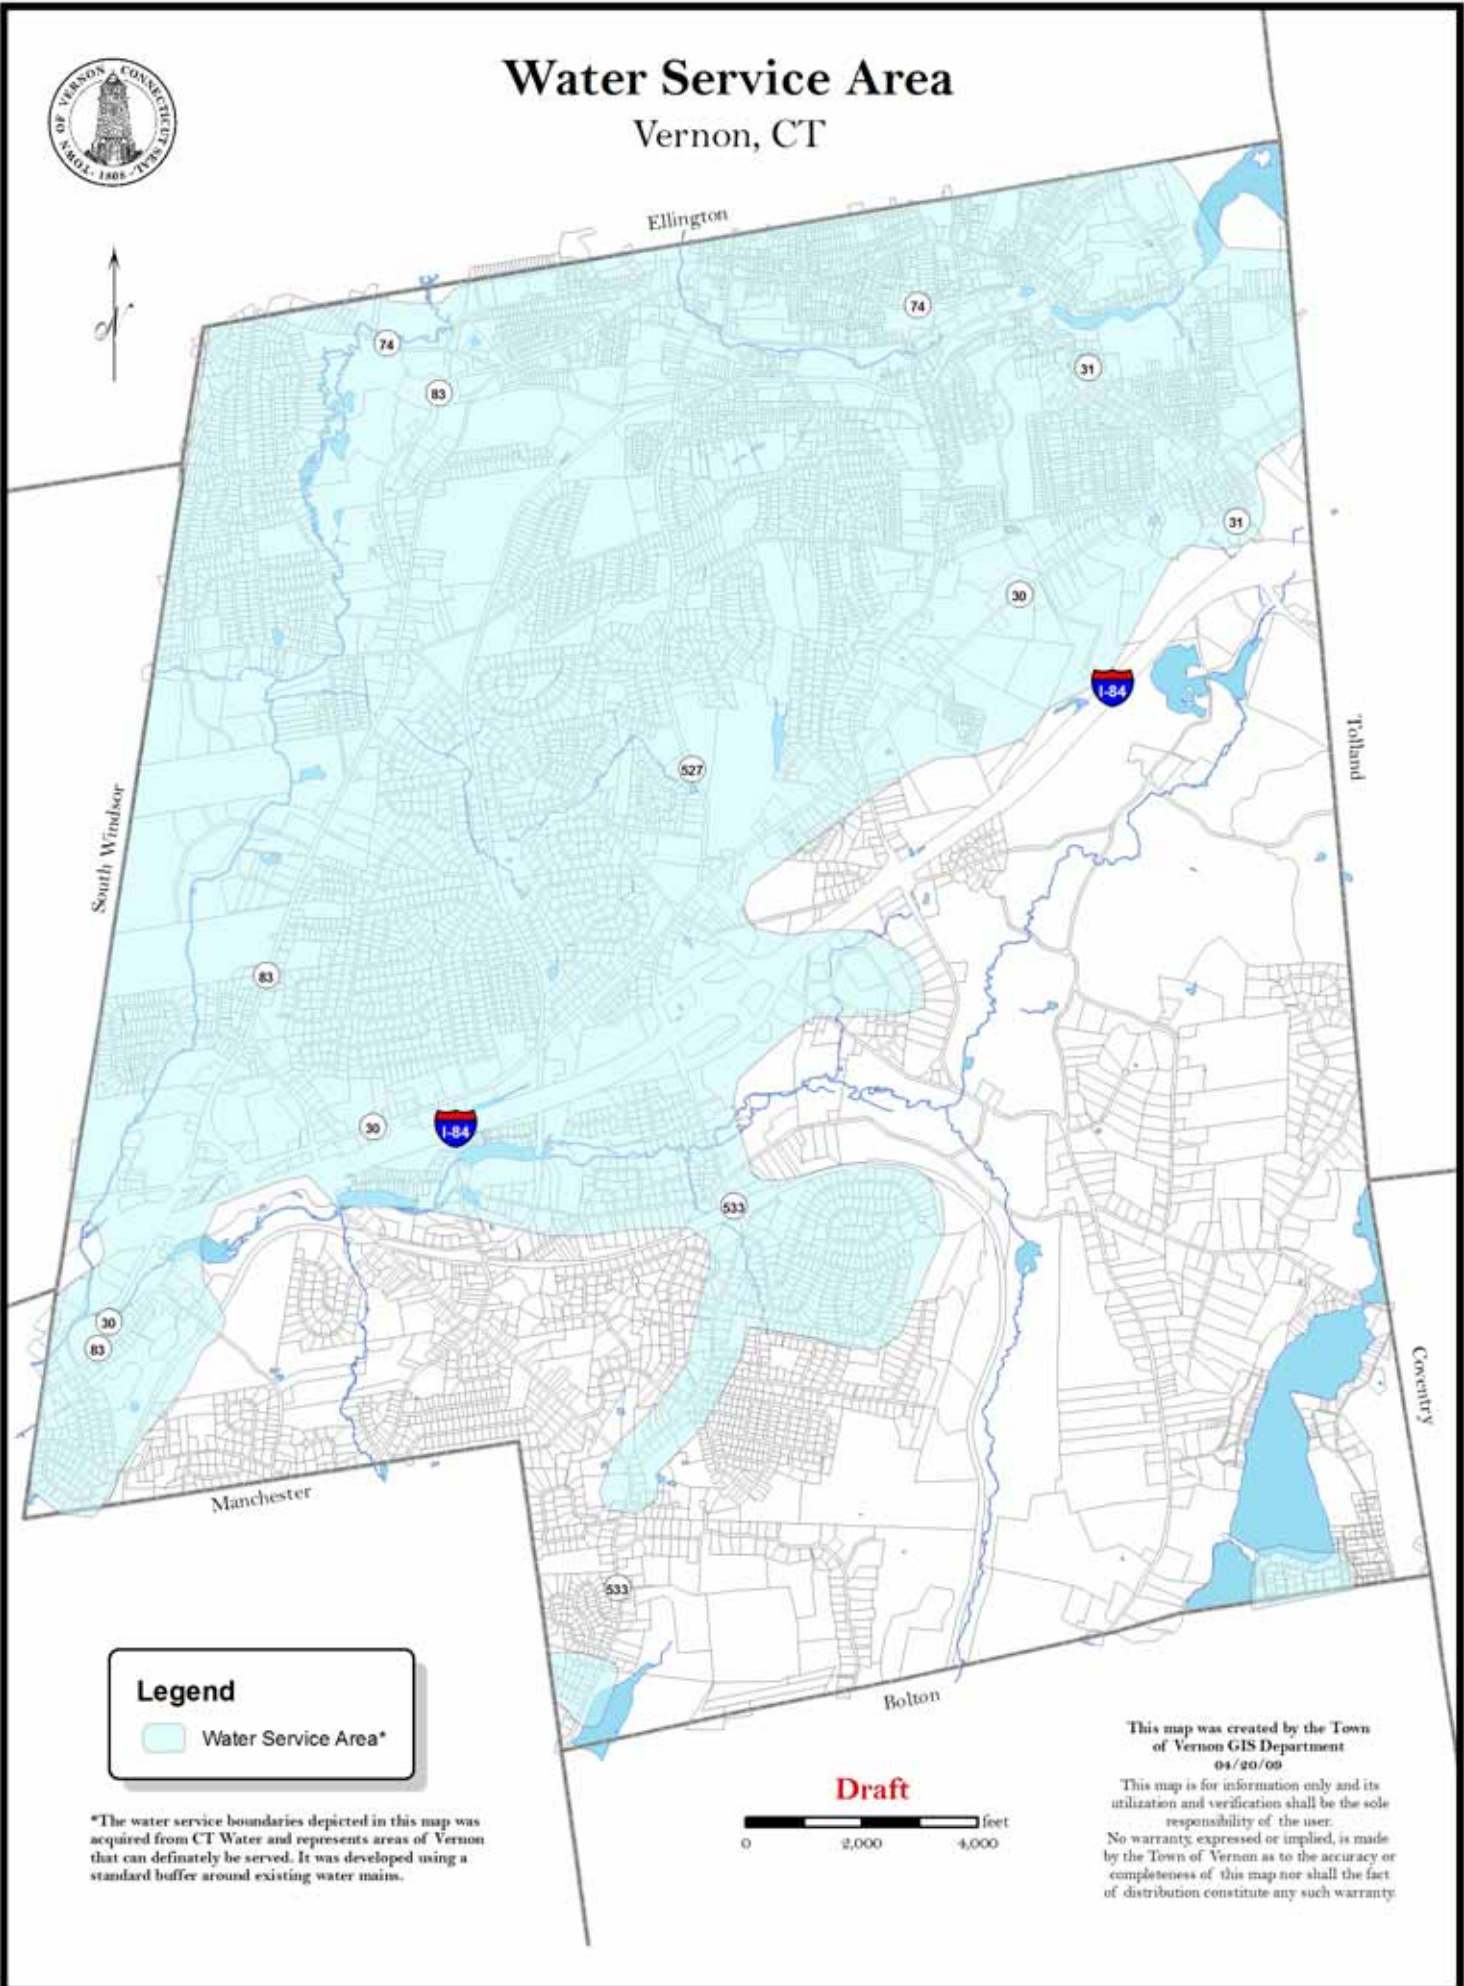 Water Service Area
Vernon, CT
TOWN OF VERNON CONNECTICUT SEAL
1808
N
Ellington
74
74
83
31
31
30
I-84
Tolland
527
South Windsor
83
30
I-84
533
30
83
Coventry
Manchester
533
Bolton
Legend
Water Service Area*
*The water service boundaries depicted in this map was
acquired from CT Water and represents areas of Vernon
that can definately be served. It was developed using a
standard buffer around existing water mains.
Draft
feet
0 2,000 4,000
This map was created by the Town
of Vernon GIS Department
04/20/09
This map is for information only and its
utilization and verification shall be the sole
responsibility of the user.
No warranty, expressed or implied, is made
by the Town of Vernon as to the accuracy or
completeness of this map nor shall the fact
of distribution constitute any such warranty.